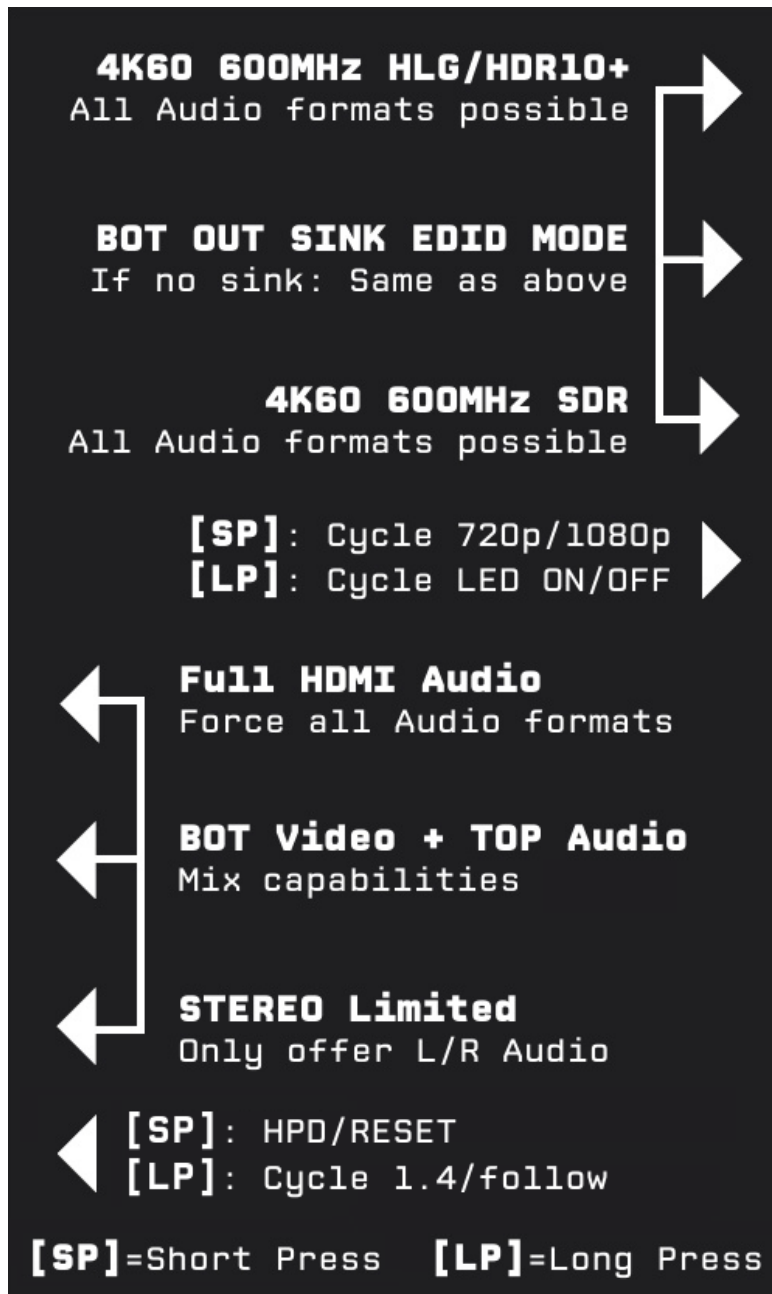 4K60 600MHz HLG/HDR10+
All Audio formats possible
BOT OUT SINK EDID MODE
If no sink: Same as above
4K60 600MHz SDR
All Audio formats possible
[SP]: Cycle 720p/1080p
[LP]: Cycle LED ON/OFF
Full HDMI Audio
Force all Audio formats
BOT Video + TOP Audio
Mix capabilities
STEREO Limited
Only offer L/R Audio
[SP]: HPD/RESET
[LP]: Cycle 1.4/follow
[SP]=Short Press [LP]=Long Press